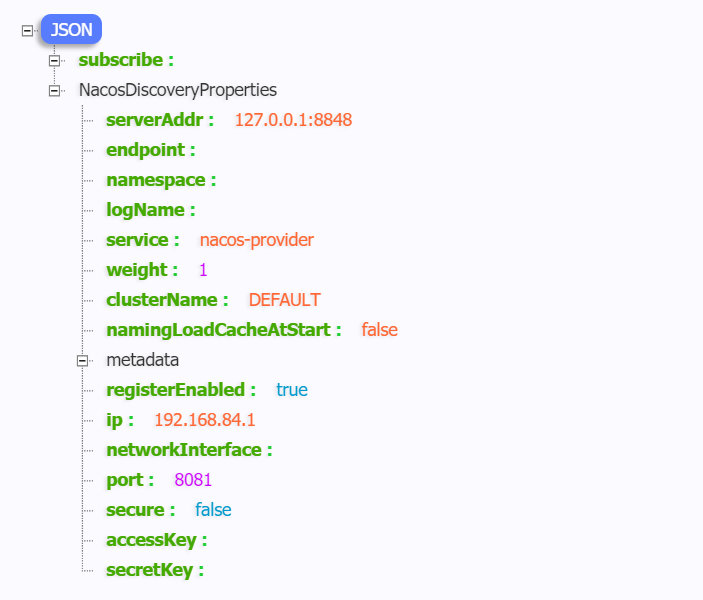 JSON
subscribe :
NacosDiscoveryProperties
serverAddr : 127.0.0.1:8848
endpoint :
namespace :
logName :
service : nacos-provider
weight : 1
clusterName : DEFAULT
namingLoadCacheAtStart : false
metadata
registerEnabled : true
ip : 192.168.84.1
networkInterface :
port : 8081
secure : false
accessKey :
secretKey :